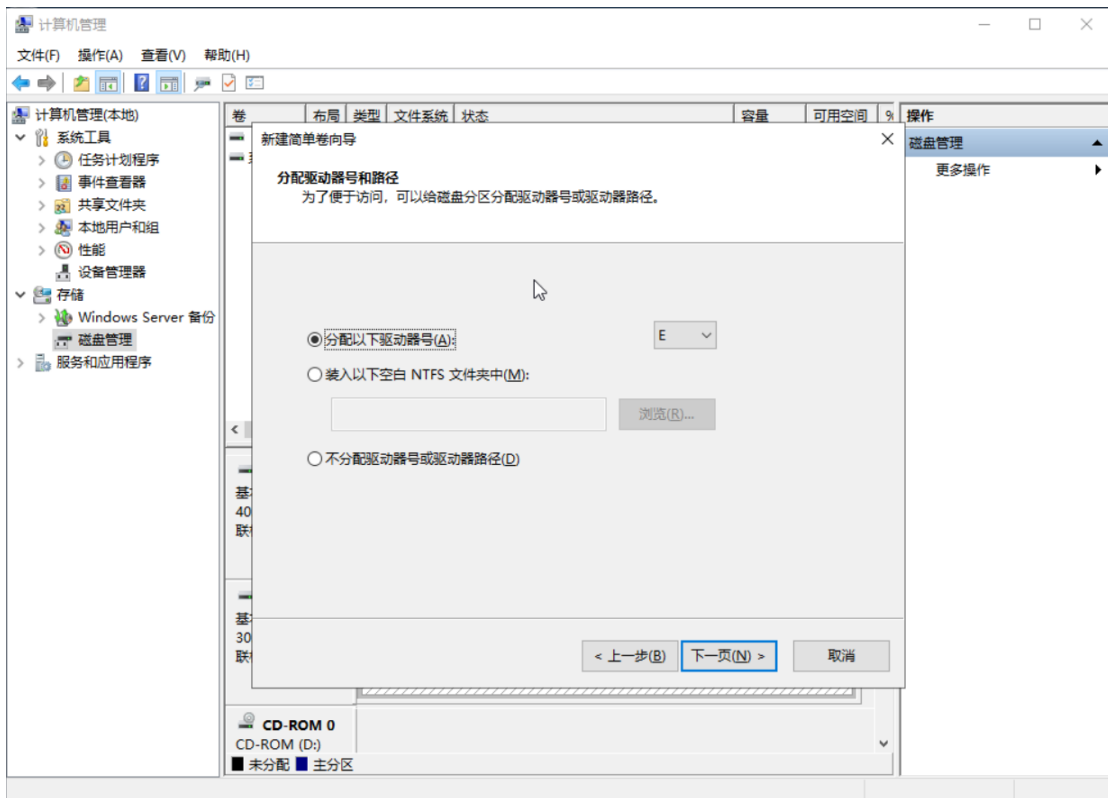 计算机管理
文件(F) 操作(A) 查看(V) 帮助(H)
计算机管理(本地)
系统工具
任务计划程序
事件查看器
共享文件夹
本地用户和组
性能
设备管理器
存储
Windows Server 备份
磁盘管理
服务和应用程序
卷 布局 类型 文件系统 状态 容量 可用空间 %
新建简单卷向导
分配驱动器号和路径
为了便于访问，可以给磁盘分区分配驱动器号或驱动器路径。
分配以下驱动器号(A): E
装入以下空白 NTFS 文件夹中(M):
浏览(R)...
不分配驱动器号或驱动器路径(D)
< 上一步(B) 下一页(N) > 取消
基
40
联
基
30
联
CD-ROM 0
CD-ROM (D:)
未分配 主分区
操作
磁盘管理
更多操作